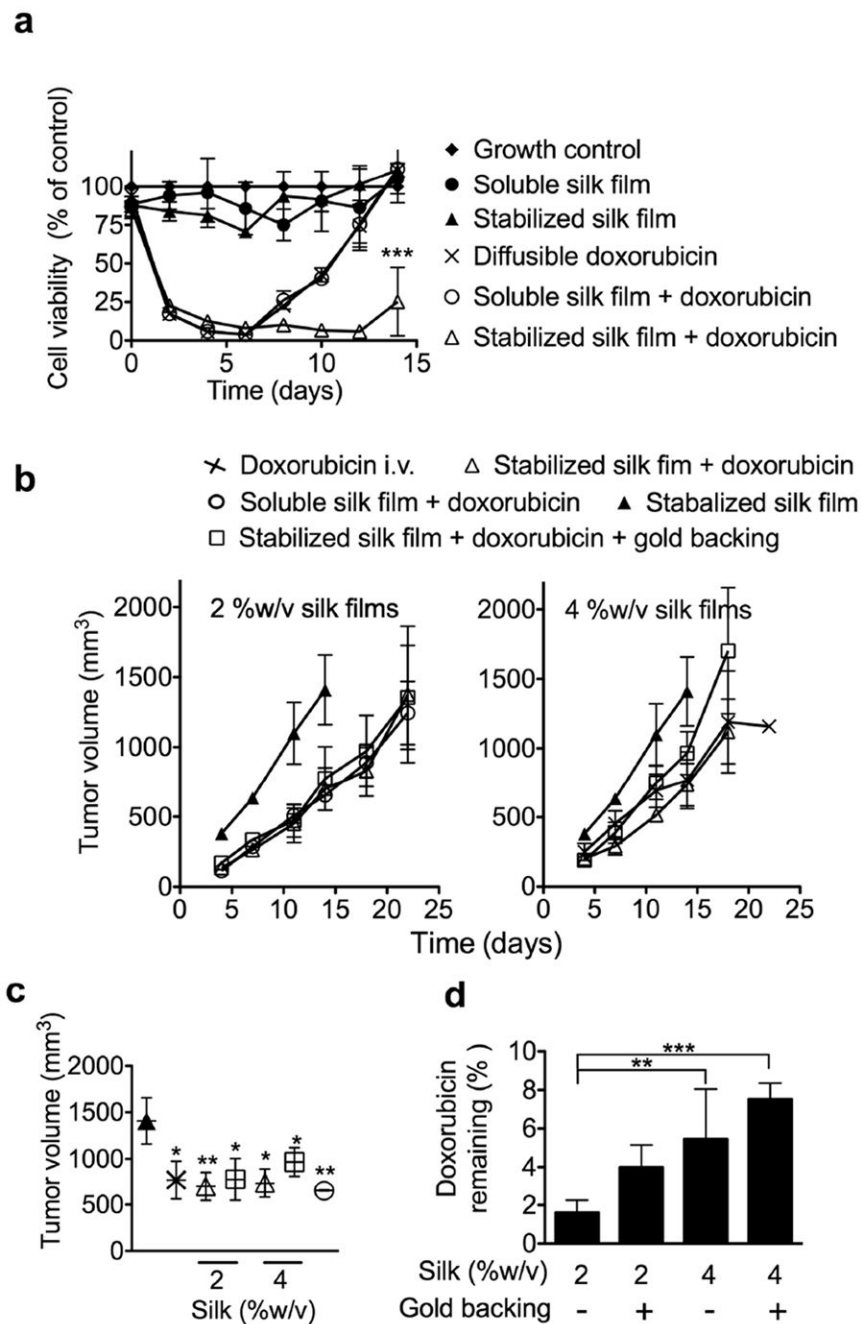 a
Cell viability (% of control)
100
75
50
25
0
0 5 10 15
Time (days)
***
Growth control
Soluble silk film
Stabilized silk film
Diffusible doxorubicin
Soluble silk film + doxorubicin
Stabilized silk film + doxorubicin
b
Doxorubicin i.v. Stabilized silk fim + doxorubicin
Soluble silk film + doxorubicin Stabalized silk film
Stabilized silk film + doxorubicin + gold backing
Tumor volume (mm³)
2 %w/v silk films
2000
1500
1000
500
0
0 5 10 15 20 25
4 %w/v silk films
2000
1500
1000
500
0
0 5 10 15 20 25
Time (days)
c
Tumor volume (mm³)
2000
1500
1000
500
0
* ** * * * **
2 4
Silk (%w/v)
d
Doxorubicin
remaining (% )
10
8
6
4
2
0
***
**
Silk (%w/v) 2 2 4 4
Gold backing - + - +